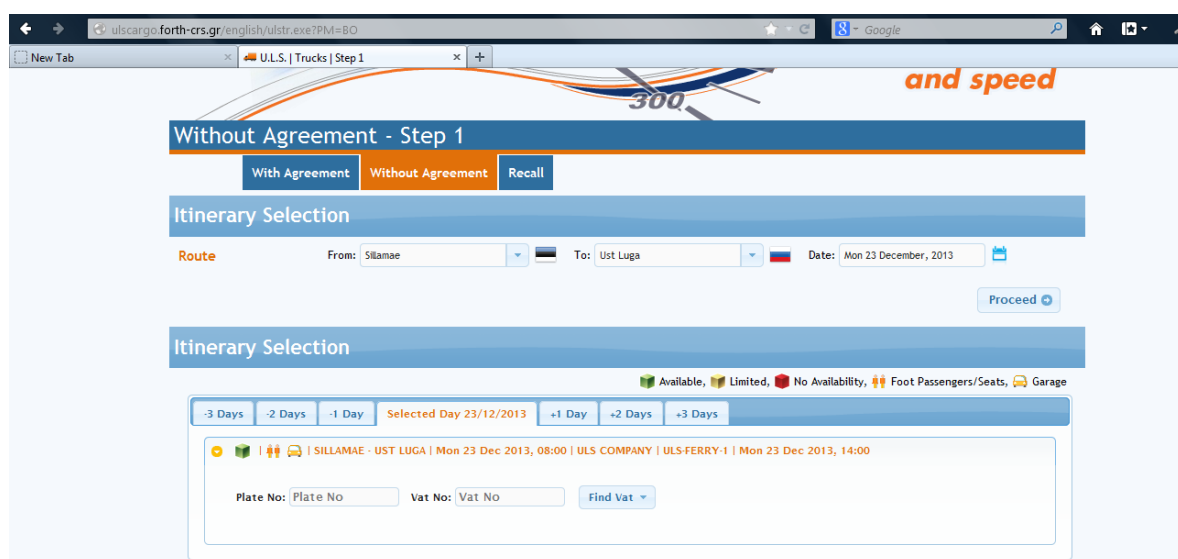 ulscargo.forth-crs.gr/english/ulstr.exe?PM=BO
Google
New Tab
U.L.S. | Trucks | Step 1
and speed
300
Without Agreement - Step 1
With Agreement Without Agreement Recall
Itinerary Selection
Route From: Sillamae To: Ust Luga Date: Mon 23 December, 2013
Proceed
Itinerary Selection
Available, Limited, No Availability, Foot Passengers/Seats, Garage
-3 Days -2 Days -1 Day Selected Day 23/12/2013 +1 Day +2 Days +3 Days
| SILLAMAE - UST LUGA | Mon 23 Dec 2013, 08:00 | ULS COMPANY | ULS-FERRY-1 | Mon 23 Dec 2013, 14:00
Plate No: Plate No Vat No: Vat No Find Vat